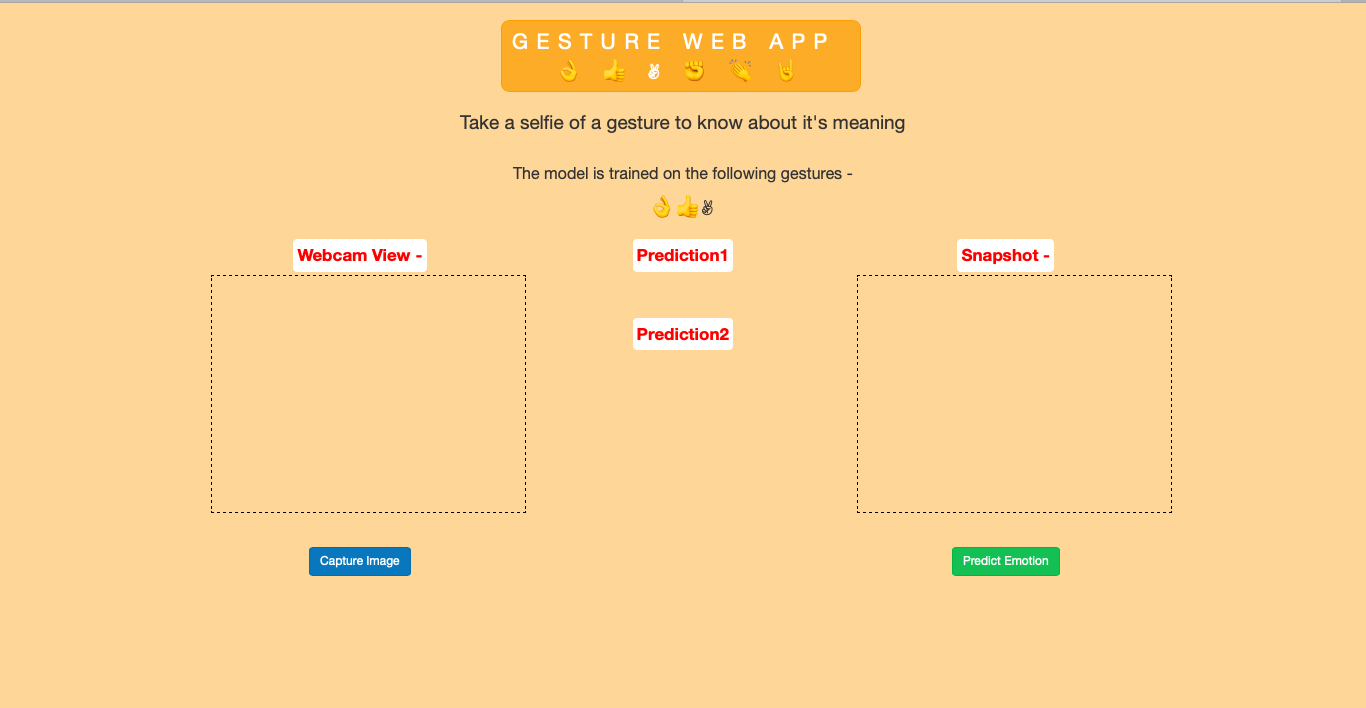 GESTURE WEB APP
👌 👍 ✌ ✊ 👏 🤘
Take a selfie of a gesture to know about it's meaning
The model is trained on the following gestures -
👌👍✌
Webcam View -
Prediction1
Snapshot -
Prediction2
Capture Image
Predict Emotion